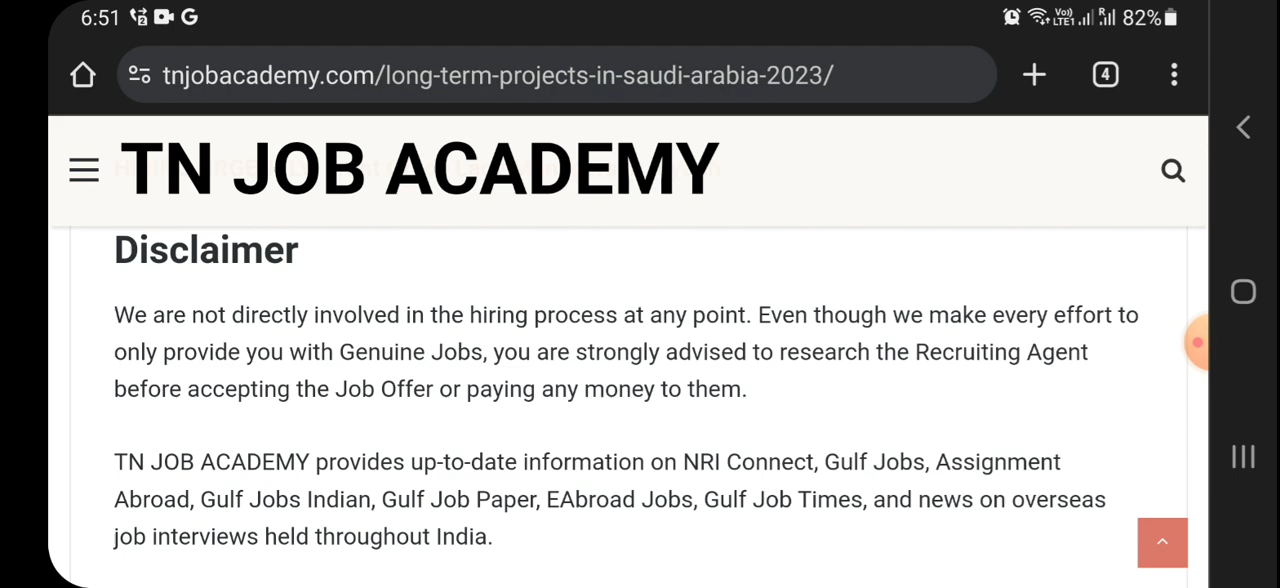 6:51 82%
Vo)) LTE1 R
tnjobacademy.com/long-term-projects-in-saudi-arabia-2023/
4
TN JOB ACADEMY
Disclaimer
We are not directly involved in the hiring process at any point. Even though we make every effort to
only provide you with Genuine Jobs, you are strongly advised to research the Recruiting Agent
before accepting the Job Offer or paying any money to them.
TN JOB ACADEMY provides up-to-date information on NRI Connect, Gulf Jobs, Assignment
Abroad, Gulf Jobs Indian, Gulf Job Paper, EAbroad Jobs, Gulf Job Times, and news on overseas
job interviews held throughout India.